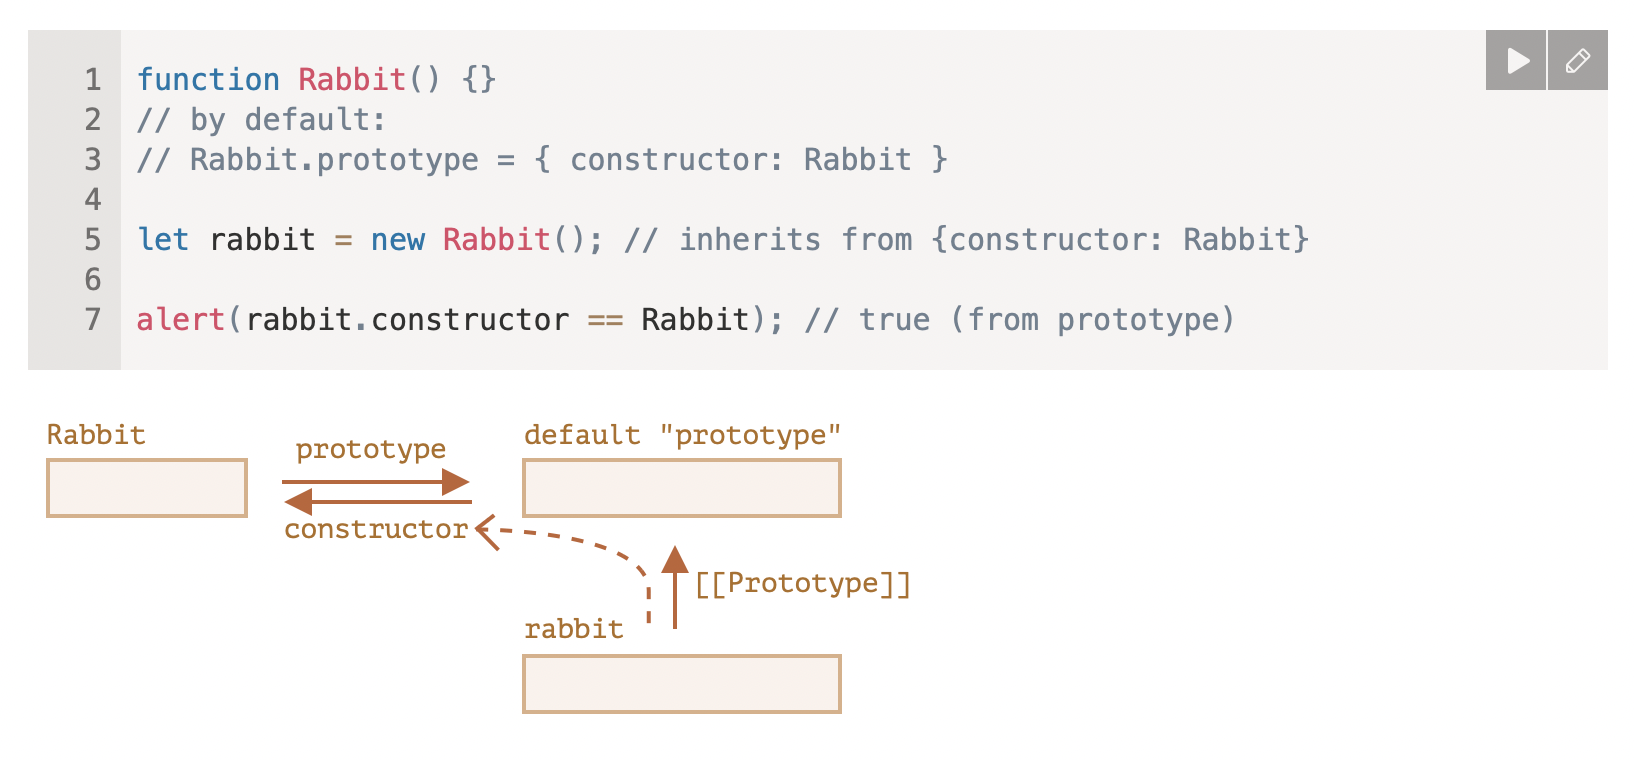 1 function Rabbit() {}
2 // by default:
3 // Rabbit.prototype = { constructor: Rabbit }
4
5 let rabbit = new Rabbit(); // inherits from {constructor: Rabbit}
6
7 alert(rabbit.constructor == Rabbit); // true (from prototype)
Rabbit
prototype
default "prototype"
constructor
[[Prototype]]
rabbit